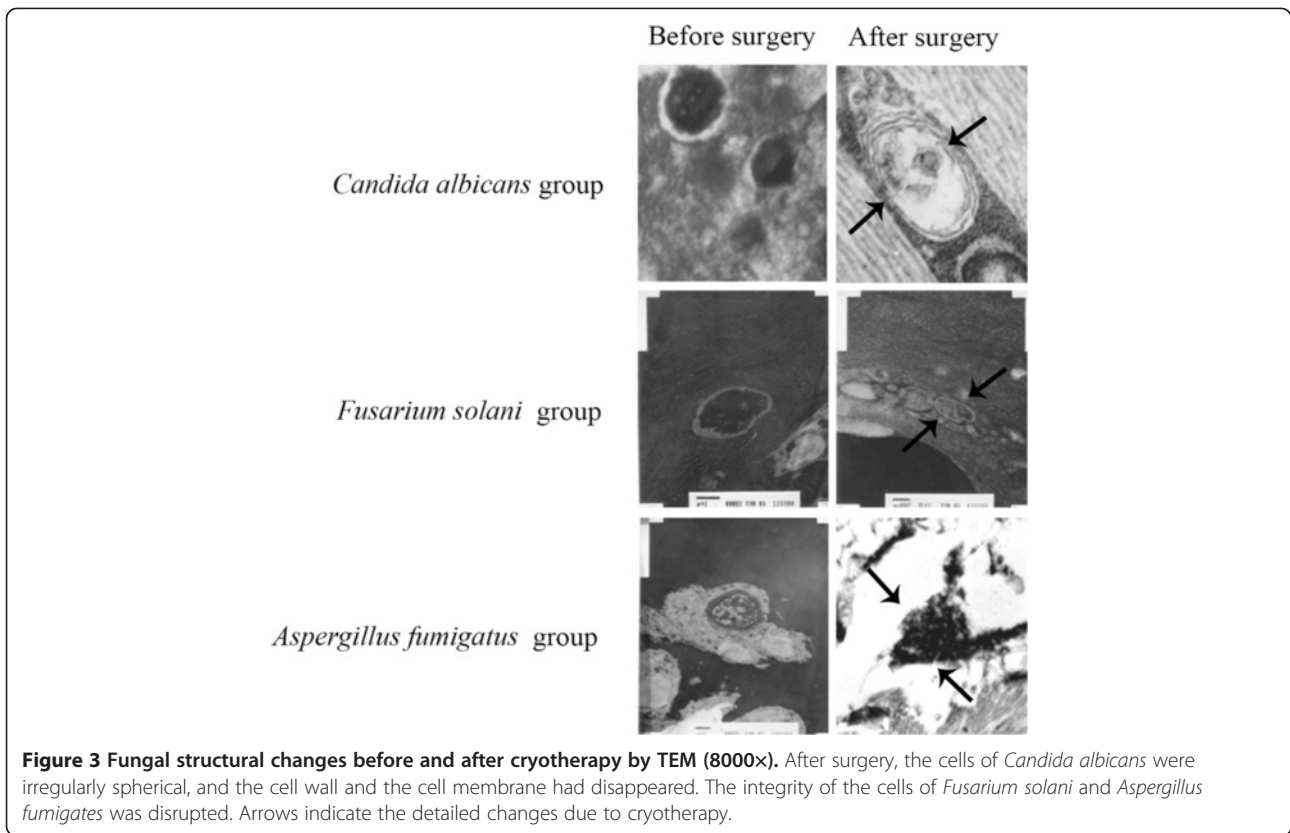 Before surgery After surgery
Candida albicans group
Fusarium solani group
Aspergillus fumigatus group
Figure 3 Fungal structural changes before and after cryotherapy by TEM (8000×). After surgery, the cells of Candida albicans were
irregularly spherical, and the cell wall and the cell membrane had disappeared. The integrity of the cells of Fusarium solani and Aspergillus
fumigates was disrupted. Arrows indicate the detailed changes due to cryotherapy.